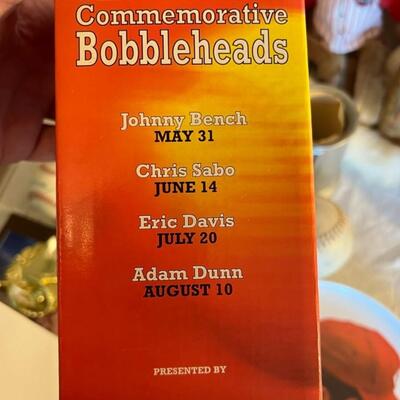 Commemorative
Bobbleheads
Johnny Bench
MAY 31
Chris Sabo
JUNE 14
Eric Davis
JULY 20
Adam Dunn
AUGUST 10
PRESENTED BY